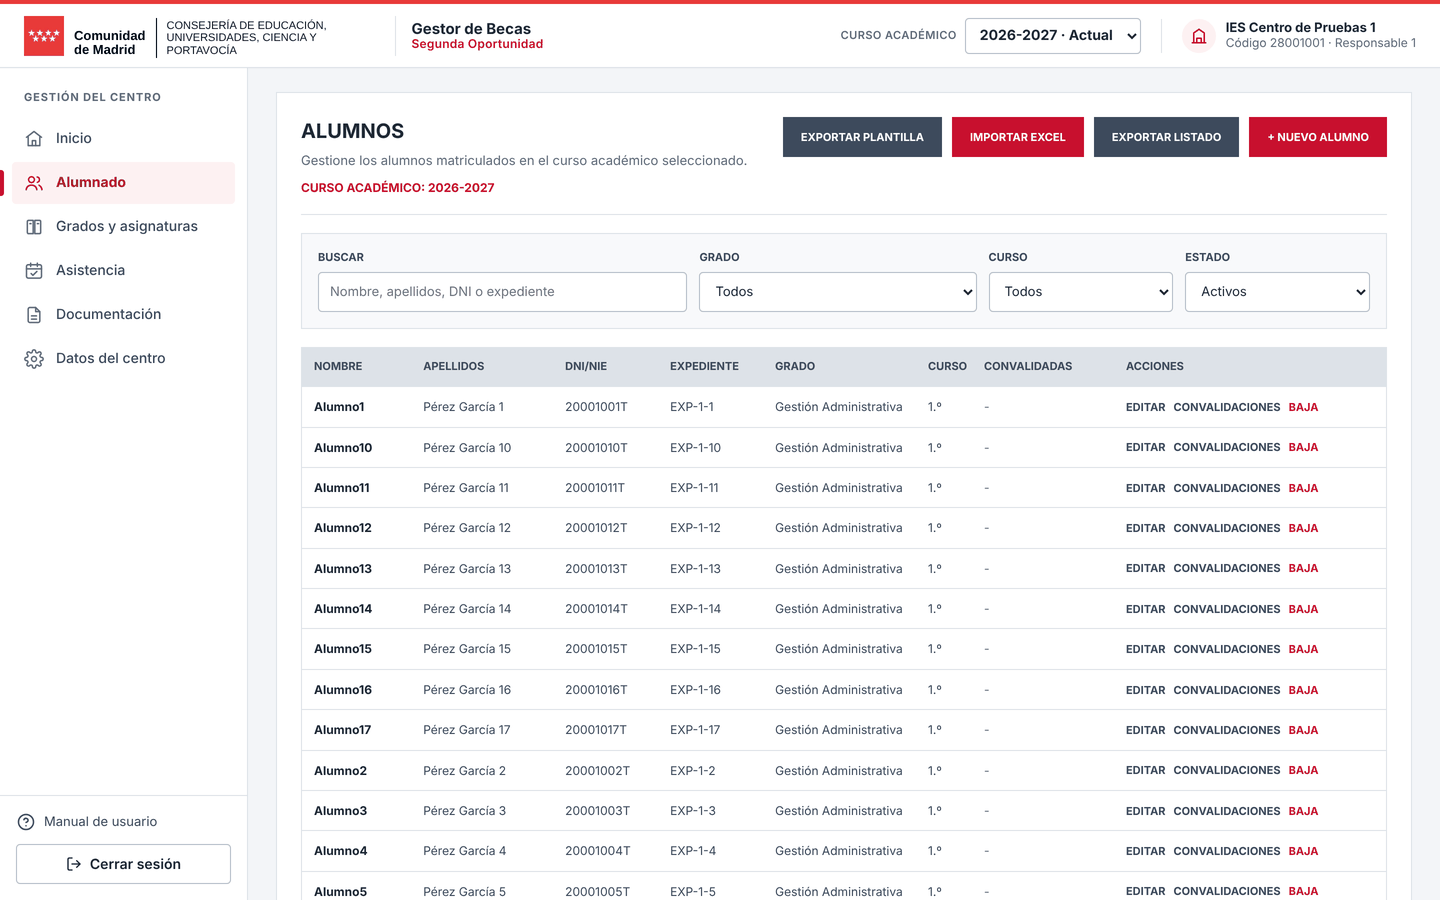 Comunidad
de Madrid
CONSEJERÍA DE EDUCACIÓN,
UNIVERSIDADES, CIENCIA Y
PORTAVOCÍA
Gestor de Becas
Segunda Oportunidad
CURSO ACADÉMICO
2026-2027 · Actual
IES Centro de Pruebas 1
Código 28001001 · Responsable 1
GESTIÓN DEL CENTRO
Inicio
Alumnado
Grados y asignaturas
Asistencia
Documentación
Datos del centro
Manual de usuario
Cerrar sesión
ALUMNOS
Gestione los alumnos matriculados en el curso académico seleccionado.
CURSO ACADÉMICO: 2026-2027
EXPORTAR PLANTILLA
IMPORTAR EXCEL
EXPORTAR LISTADO
+ NUEVO ALUMNO
BUSCAR GRADO CURSO ESTADO
Nombre, apellidos, DNI o expediente Todos Todos Activos
NOMBRE APELLIDOS DNI/NIE EXPEDIENTE GRADO CURSO CONVALIDADAS ACCIONES
Alumno1 Pérez García 1 20001001T EXP-1-1 Gestión Administrativa 1.º - EDITAR CONVALIDACIONES BAJA
Alumno10 Pérez García 10 20001010T EXP-1-10 Gestión Administrativa 1.º - EDITAR CONVALIDACIONES BAJA
Alumno11 Pérez García 11 20001011T EXP-1-11 Gestión Administrativa 1.º - EDITAR CONVALIDACIONES BAJA
Alumno12 Pérez García 12 20001012T EXP-1-12 Gestión Administrativa 1.º - EDITAR CONVALIDACIONES BAJA
Alumno13 Pérez García 13 20001013T EXP-1-13 Gestión Administrativa 1.º - EDITAR CONVALIDACIONES BAJA
Alumno14 Pérez García 14 20001014T EXP-1-14 Gestión Administrativa 1.º - EDITAR CONVALIDACIONES BAJA
Alumno15 Pérez García 15 20001015T EXP-1-15 Gestión Administrativa 1.º - EDITAR CONVALIDACIONES BAJA
Alumno16 Pérez García 16 20001016T EXP-1-16 Gestión Administrativa 1.º - EDITAR CONVALIDACIONES BAJA
Alumno17 Pérez García 17 20001017T EXP-1-17 Gestión Administrativa 1.º - EDITAR CONVALIDACIONES BAJA
Alumno2 Pérez García 2 20001002T EXP-1-2 Gestión Administrativa 1.º - EDITAR CONVALIDACIONES BAJA
Alumno3 Pérez García 3 20001003T EXP-1-3 Gestión Administrativa 1.º - EDITAR CONVALIDACIONES BAJA
Alumno4 Pérez García 4 20001004T EXP-1-4 Gestión Administrativa 1.º - EDITAR CONVALIDACIONES BAJA
Alumno5 Pérez García 5 20001005T EXP-1-5 Gestión Administrativa 1.º - EDITAR CONVALIDACIONES BAJA